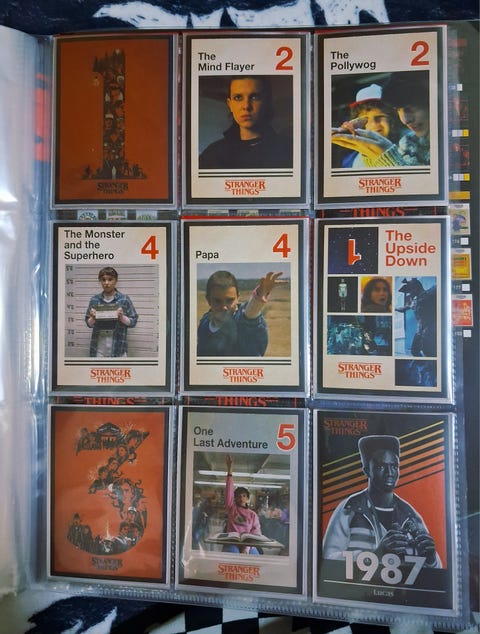 STRANGER
THINGS
The
Mind Flayer
2
STRANGER
THINGS
The
Pollywog
2
STRANGER
THINGS
The Monster
and the
Superhero
4
STRANGER
THINGS
Papa
4
STRANGER
THINGS
The
Upside
Down
STRANGER
THINGS
STRANGER
THINGS
One
Last Adventure
5
STRANGER
THINGS
STRANGER
THINGS
1987
Lucas